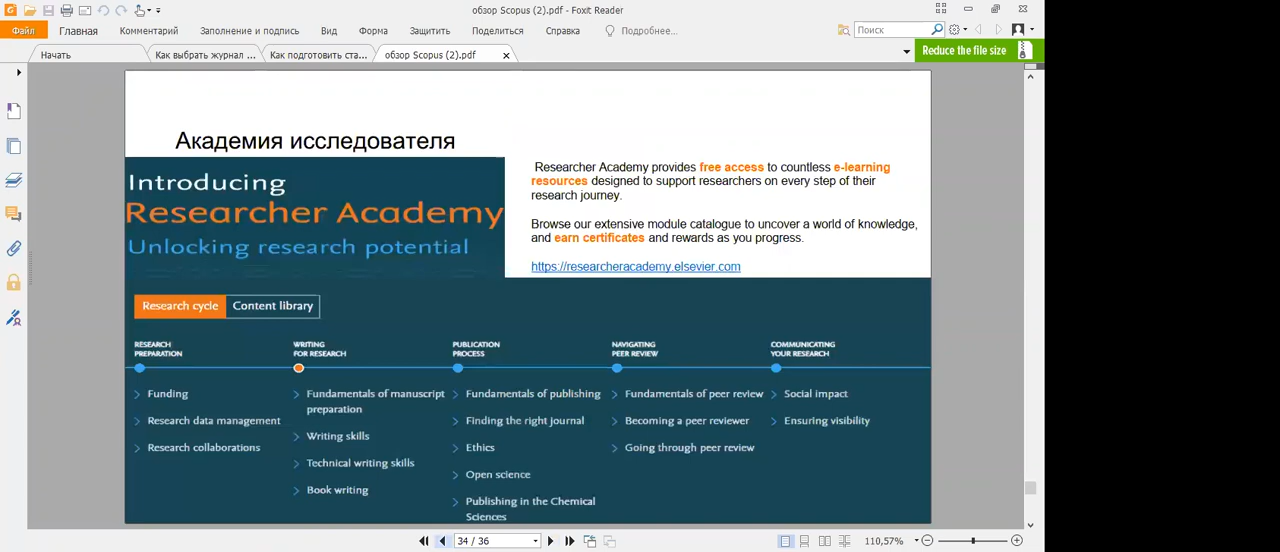 обзор Scopus (2).pdf - Foxit Reader
Файл Главная Комментарий Заполнение и подпись Вид Форма Защитить Поделиться Справка Подробнее... Поиск
Начать Как выбрать журнал ... Как подготовить ста... обзор Scopus (2).pdf Reduce the file size
Академия исследователя
Introducing
Researcher Academy
Unlocking research potential
Researcher Academy provides free access to countless e-learning
resources designed to support researchers on every step of their
research journey.
Browse our extensive module catalogue to uncover a world of knowledge,
and earn certificates and rewards as you progress.
https://researcheracademy.elsevier.com
Research cycle Content library
RESEARCH
PREPARATION
Funding
Research data management
Research collaborations
WRITING
FOR RESEARCH
Fundamentals of manuscript
preparation
Writing skills
Technical writing skills
Book writing
PUBLICATION
PROCESS
Fundamentals of publishing
Finding the right journal
Ethics
Open science
Publishing in the Chemical
Sciences
NAVIGATING
PEER REVIEW
Fundamentals of peer review
Becoming a peer reviewer
Going through peer review
COMMUNICATING
YOUR RESEARCH
Social impact
Ensuring visibility
34 / 36
110,57%